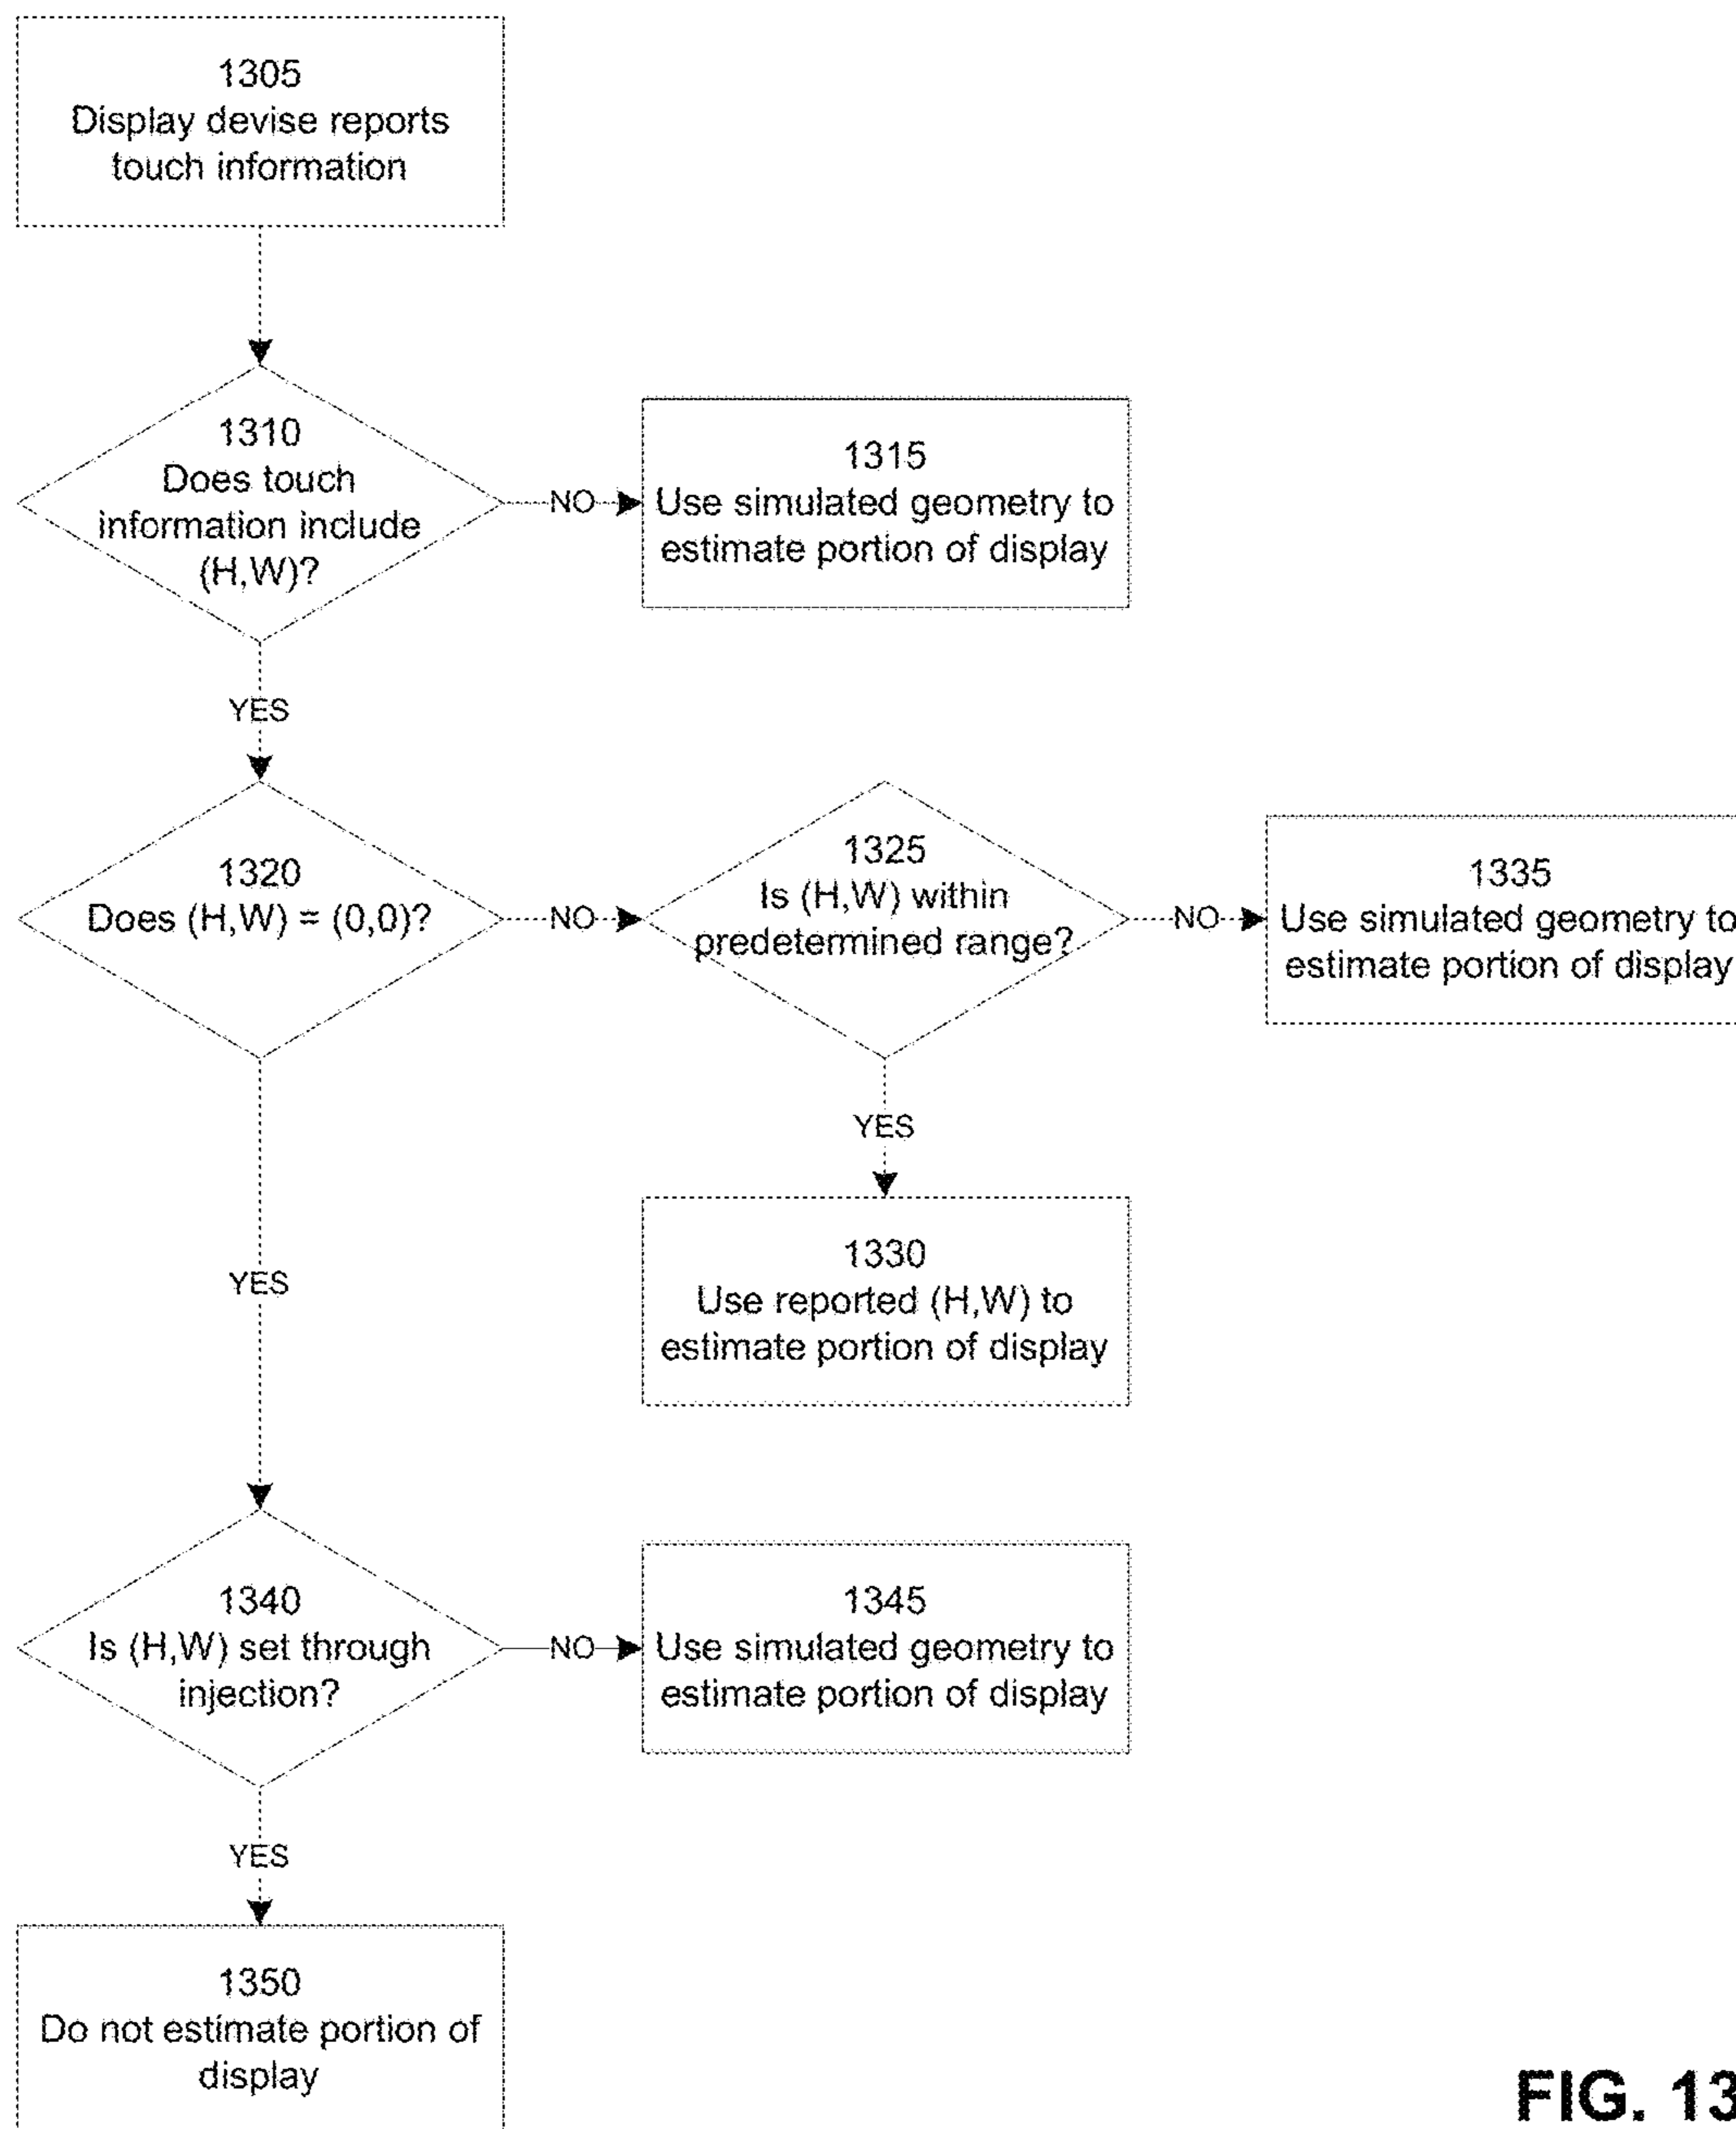 1305
Display devise reports
touch information
1310
Does touch
information include
(H,W)?
NO
1315
Use simulated geometry to
estimate portion of display
YES
1320
Does (H,W) = (0,0)?
NO
1325
Is (H,W) within
predetermined range?
NO
1335
Use simulated geometry to
estimate portion of display
YES
1330
Use reported (H,W) to
estimate portion of display
YES
1340
Is (H,W) set through
injection?
NO
1345
Use simulated geometry to
estimate portion of display
YES
1350
Do not estimate portion of
display
FIG. 13